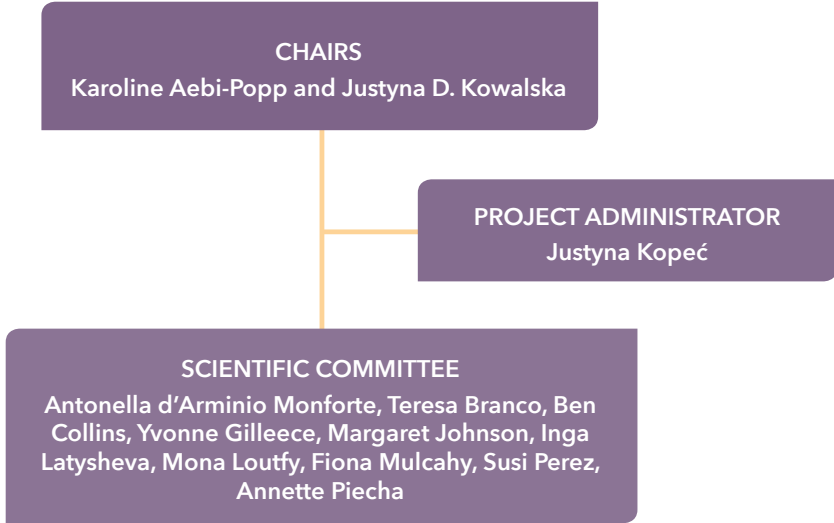 CHAIRS
Karoline Aebi-Popp and Justyna D. Kowalska
PROJECT ADMINISTRATOR
Justyna Kopeć
SCIENTIFIC COMMITTEE
Antonella d’Arminio Monforte, Teresa Branco, Ben
Collins, Yvonne Gilleece, Margaret Johnson, Inga
Latysheva, Mona Loutfy, Fiona Mulcahy, Susi Perez,
Annette Piecha